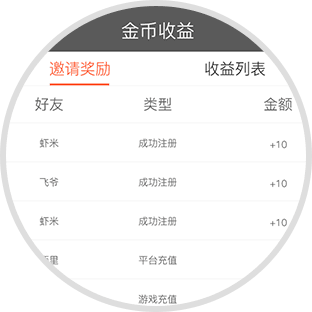 金币收益
邀请奖励 收益列表
好友 类型 金额
虾米 成功注册 +10
飞爷 成功注册 +10
虾米 成功注册 +10
里 平台充值
游戏充值